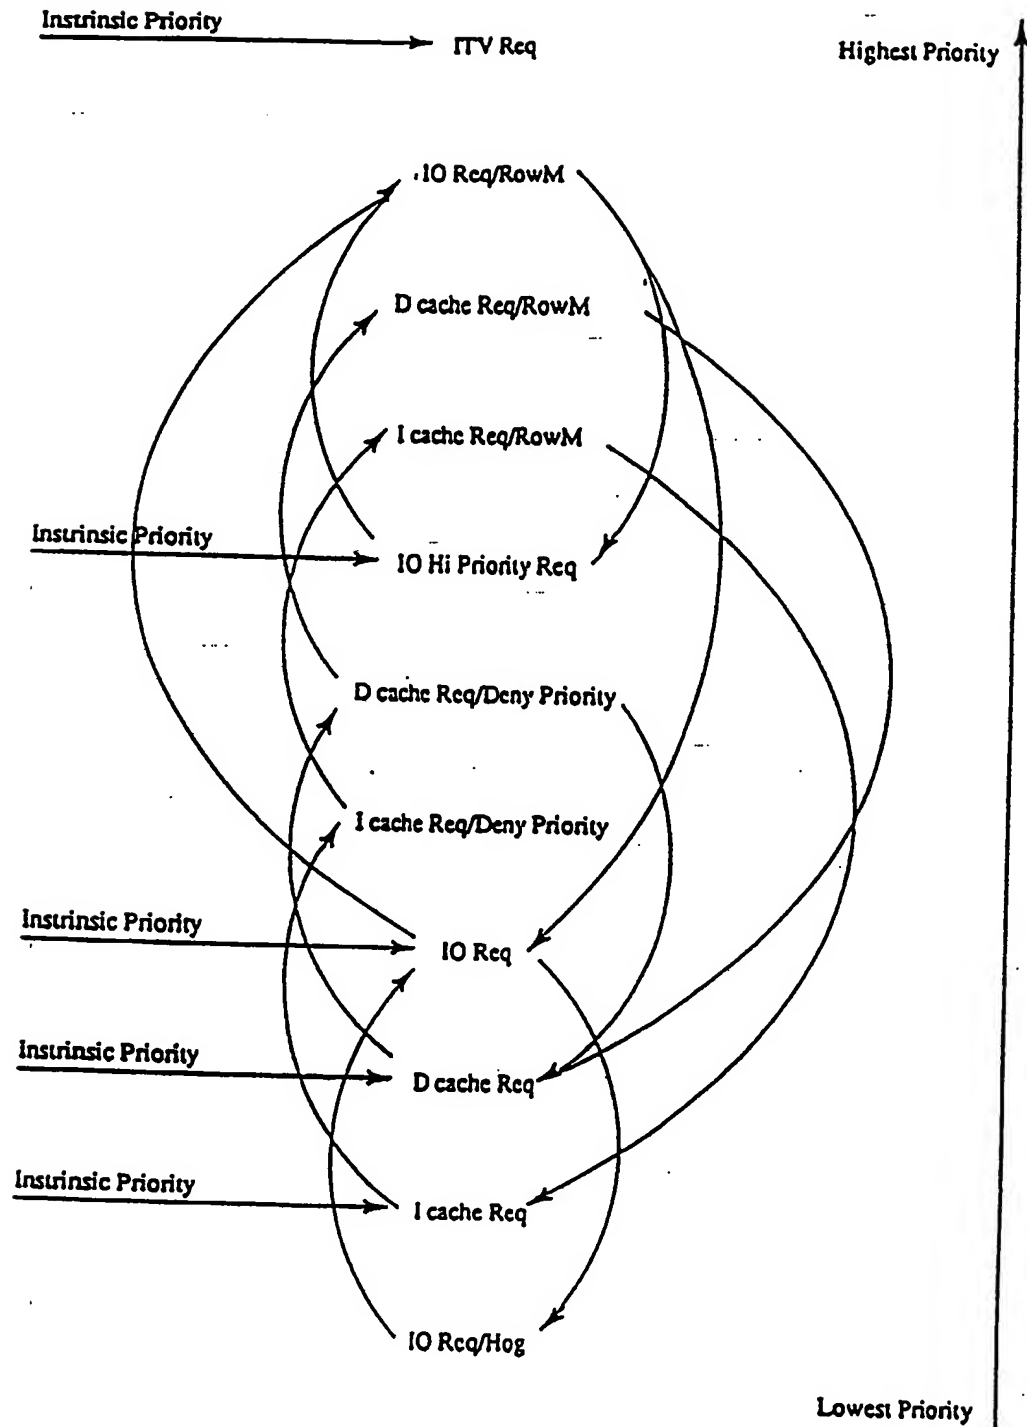 Instrinsic Priority
ITV Req
Highest Priority
IO Req/RowM
D cache Req/RowM
I cache Req/RowM
Instrinsic Priority
IO Hi Priority Req
D cache Req/Deny Priority
I cache Req/Deny Priority
Instrinsic Priority
IO Req
Instrinsic Priority
D cache Req
Instrinsic Priority
I cache Req
IO Req/Hog
Lowest Priority